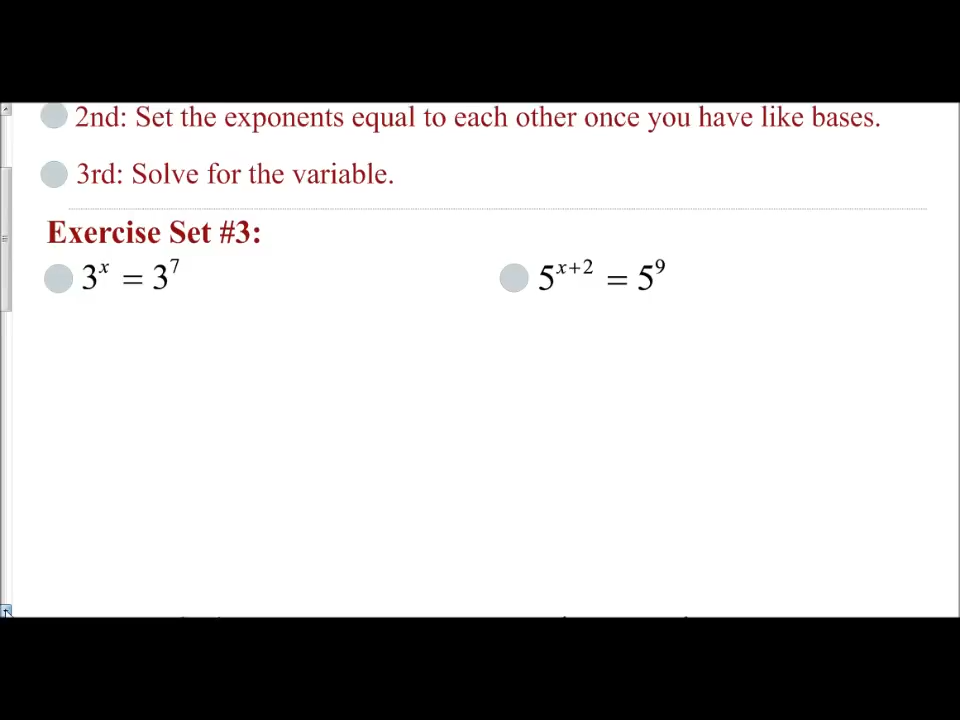 2nd: Set the exponents equal to each other once you have like bases.
3rd: Solve for the variable.
Exercise Set #3:
3^x = 3^7
5^{x+2} = 5^9